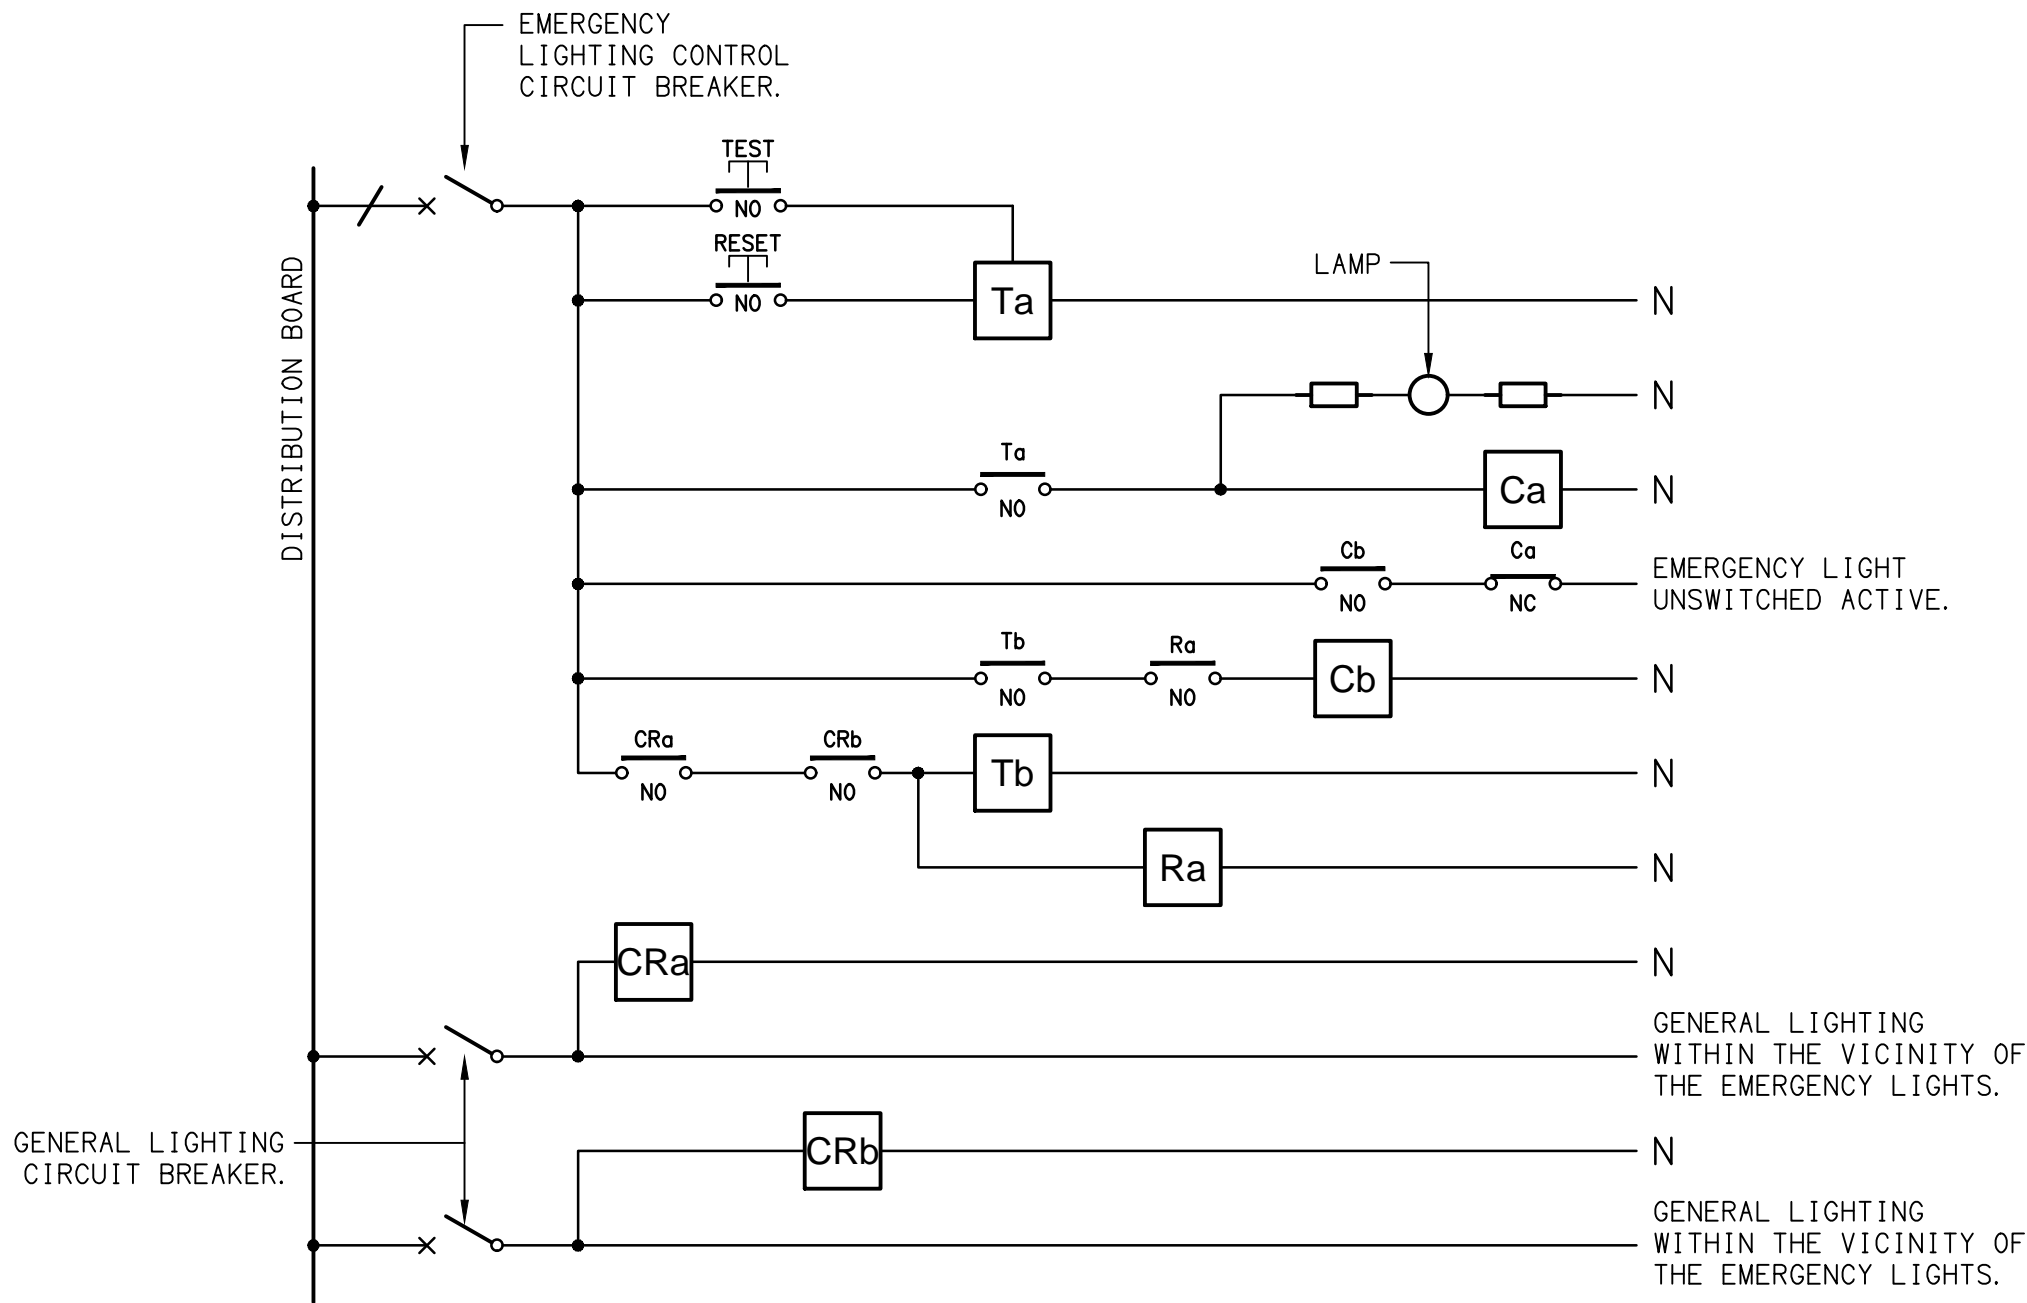 EMERGENCY
LIGHTING CONTROL
CIRCUIT BREAKER.
TEST
NO
RESET
NO
DISTRIBUTION BOARD
Ta
N
LAMP
N
Ta
NO
Ca
N
Cb
NO
Ca
NC
EMERGENCY LIGHT
UNSWITCHED ACTIVE.
Tb
NO
Ra
NO
Cb
N
CRa
NO
CRb
NO
Tb
N
Ra
N
CRa
N
GENERAL LIGHTING
WITHIN THE VICINITY OF
THE EMERGENCY LIGHTS.
GENERAL LIGHTING
CIRCUIT BREAKER.
CRb
N
GENERAL LIGHTING
WITHIN THE VICINITY OF
THE EMERGENCY LIGHTS.